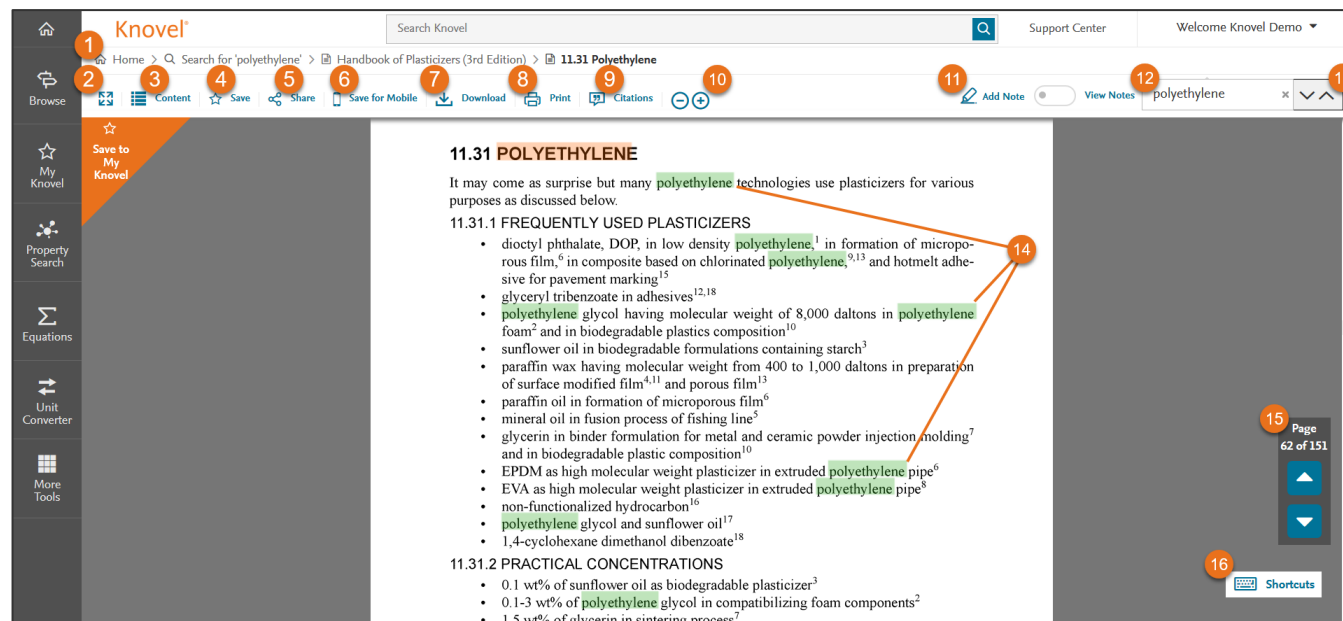 Knovel
Search Knovel
Support Center
Welcome Knovel Demo
1
Home > Search for 'polyethylene' > Handbook of Plasticizers (3rd Edition) > 11.31 Polyethylene
2 3 4 5 6 7 8 9 10 11 12 1
Content Save Share Save for Mobile Download Print Citations Add Note View Notes polyethylene ×
Browse
My
Knovel
Property
Search
Equations
Unit
Converter
More
Tools
Save to
My
Knovel
11.31 POLYETHYLENE
It may come as surprise but many polyethylene technologies use plasticizers for various
purposes as discussed below.
11.31.1 FREQUENTLY USED PLASTICIZERS
• dioctyl phthalate, DOP, in low density polyethylene,1 in formation of micropo-
rous film,6 in composite based on chlorinated polyethylene,9,13 and hotmelt adhe-
sive for pavement marking15
• glyceryl tribenzoate in adhesives12,18
• polyethylene glycol having molecular weight of 8,000 daltons in polyethylene
foam2 and in biodegradable plastics composition10
• sunflower oil in biodegradable formulations containing starch3
• paraffin wax having molecular weight from 400 to 1,000 daltons in preparation
of surface modified film4,11 and porous film13
• paraffin oil in formation of microporous film6
• mineral oil in fusion process of fishing line5
• glycerin in binder formulation for metal and ceramic powder injection molding7
and in biodegradable plastic composition10
• EPDM as high molecular weight plasticizer in extruded polyethylene pipe6
• EVA as high molecular weight plasticizer in extruded polyethylene pipe8
• non-functionalized hydrocarbon16
• polyethylene glycol and sunflower oil17
• 1,4-cyclohexane dimethanol dibenzoate18
11.31.2 PRACTICAL CONCENTRATIONS
• 0.1 wt% of sunflower oil as biodegradable plasticizer3
• 0.1-3 wt% of polyethylene glycol in compatibilizing foam components2
• 1.5 wt% of glycerin in sintering process7
14
15
Page
62 of 151
16
Shortcuts